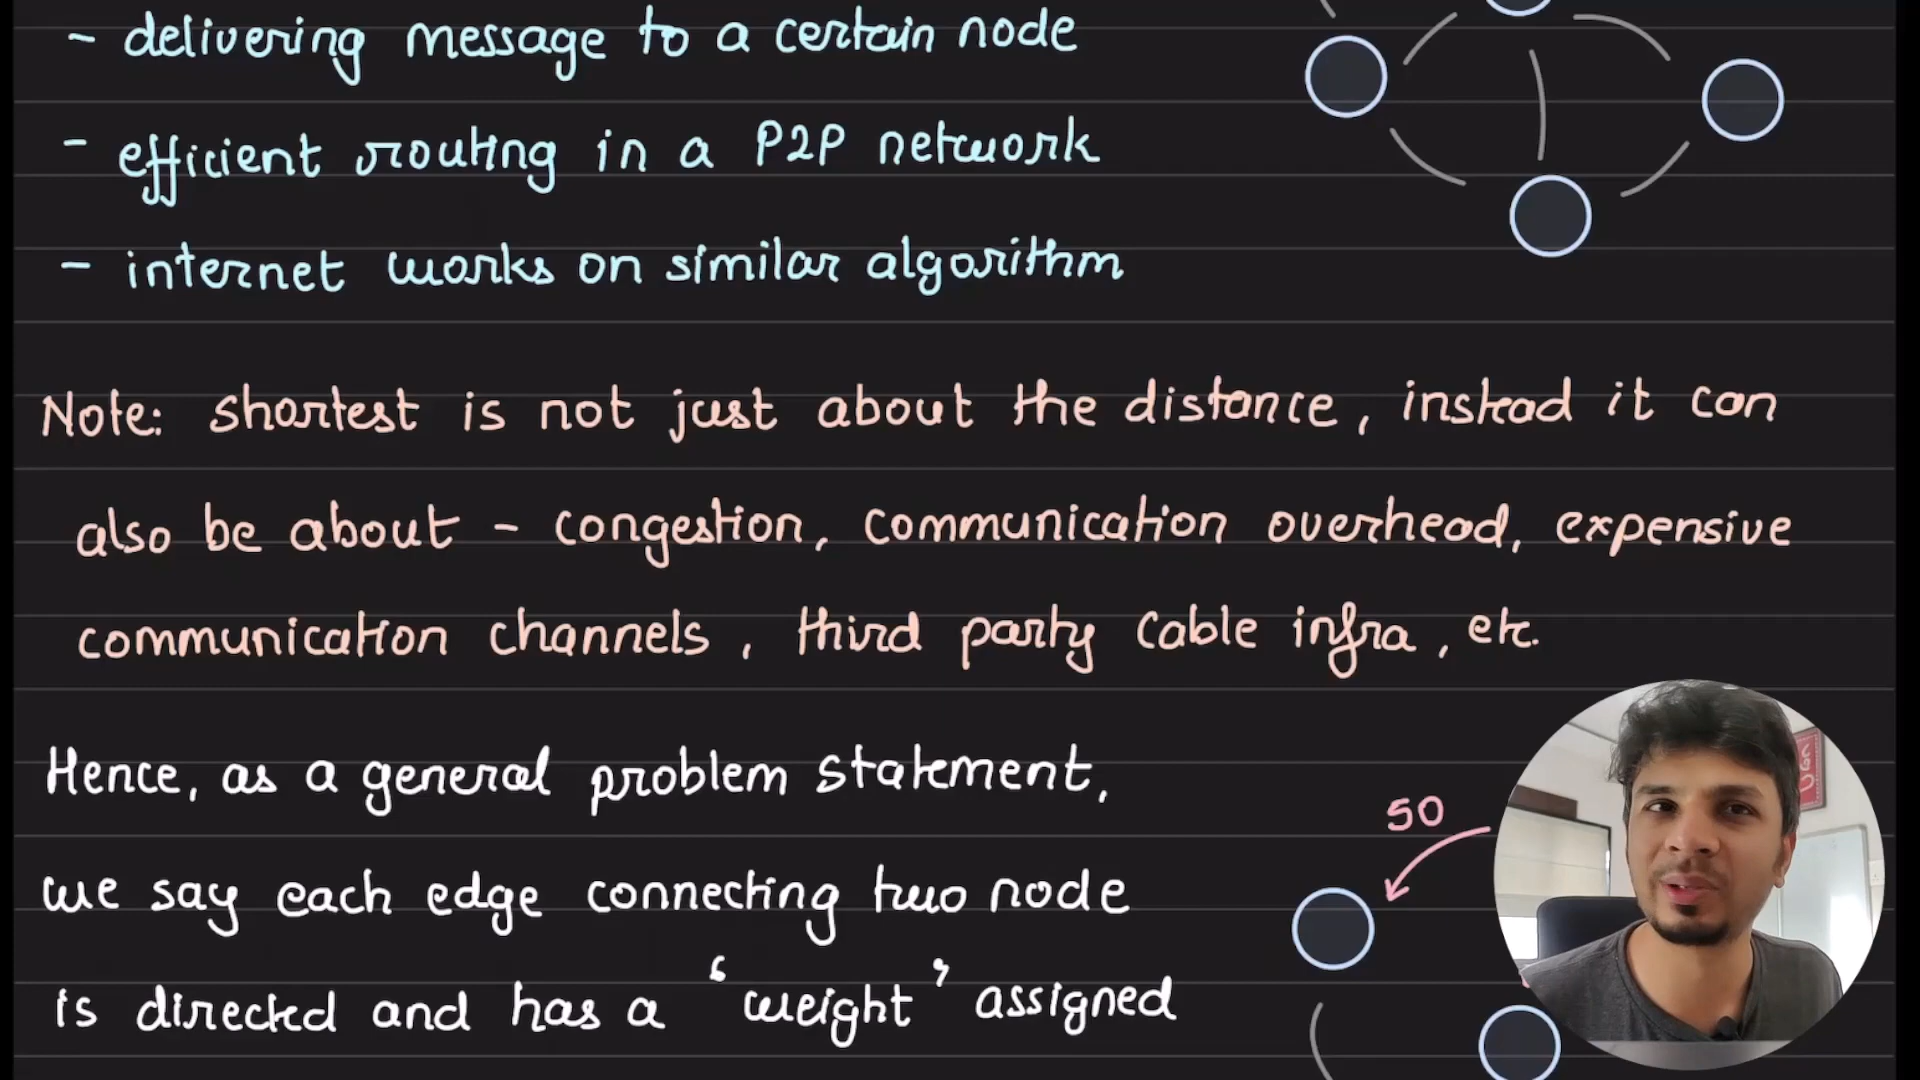 - delivering message to a certain node
- efficient routing in a P2P network
- internet works on similar algorithm
Note: shortest is not just about the distance, instead it can
also be about - congestion, communication overhead, expensive
communication channels, third party cable infra, etc.
Hence, as a general problem statement,
we say each edge connecting two node
is directed and has a 'weight' assigned
50